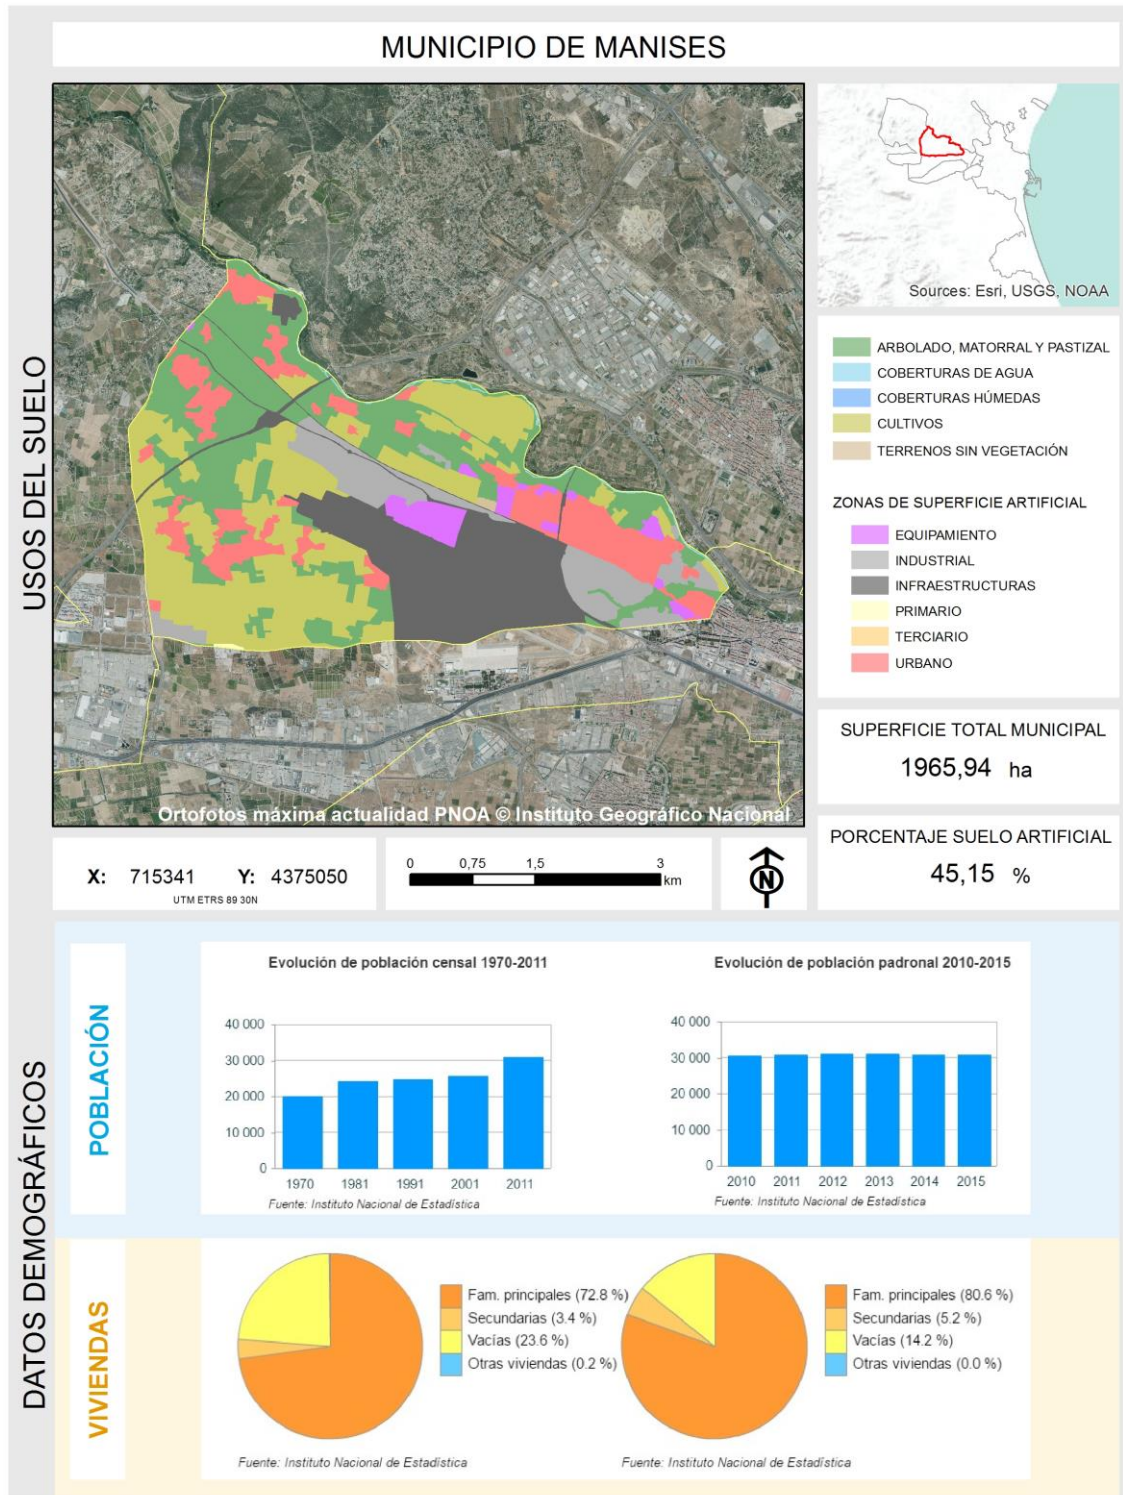 MUNICIPIO DE MANISES
USOS DEL SUELO
Ortofotos máxima actualidad PNOA © Instituto Geográfico Nacional
Sources: Esri, USGS, NOAA
ARBOLADO, MATORRAL Y PASTIZAL
COBERTURAS DE AGUA
COBERTURAS HÚMEDAS
CULTIVOS
TERRENOS SIN VEGETACIÓN
ZONAS DE SUPERFICIE ARTIFICIAL
EQUIPAMIENTO
INDUSTRIAL
INFRAESTRUCTURAS
PRIMARIO
TERCIARIO
URBANO
SUPERFICIE TOTAL MUNICIPAL
1965,94 ha
PORCENTAJE SUELO ARTIFICIAL
45,15 %
X: 715341 Y: 4375050
UTM ETRS 89 30N
0 0,75 1,5 3
km
N
DATOS DEMOGRÁFICOS
POBLACIÓN
Evolución de población censal 1970-2011
40 000
30 000
20 000
10 000
0
1970 1981 1991 2001 2011
Fuente: Instituto Nacional de Estadística
Evolución de población padronal 2010-2015
40 000
30 000
20 000
10 000
0
2010 2011 2012 2013 2014 2015
Fuente: Instituto Nacional de Estadística
VIVIENDAS
Fam. principales (72.8 %)
Secundarias (3.4 %)
Vacías (23.6 %)
Otras viviendas (0.2 %)
Fuente: Instituto Nacional de Estadística
Fam. principales (80.6 %)
Secundarias (5.2 %)
Vacías (14.2 %)
Otras viviendas (0.0 %)
Fuente: Instituto Nacional de Estadística